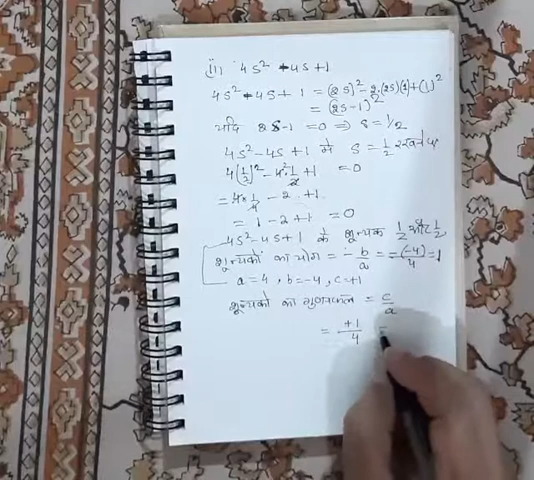 (ii) 4s² - 4s + 1
4s² - 4s + 1 = (2s)² - 2.(2s)(1) + (1)²
= (2s-1)²
यदि 2s-1 = 0 ⇒ s = 1/2
4s² - 4s + 1 में s = 1/2 रखने पर
4(1/2)² - 4.1/2 + 1 = 0
= 4×1/4 - 2 + 1
= 1 - 2 + 1 = 0
4s² - 4s + 1 के शून्यक 1/2 और 1/2
शून्यकों का योग = -b/a = -(-4)/4 = 1
a = 4, b = -4, c = +1
शून्यकों का गुणनफल = c/a
= +1/4 =